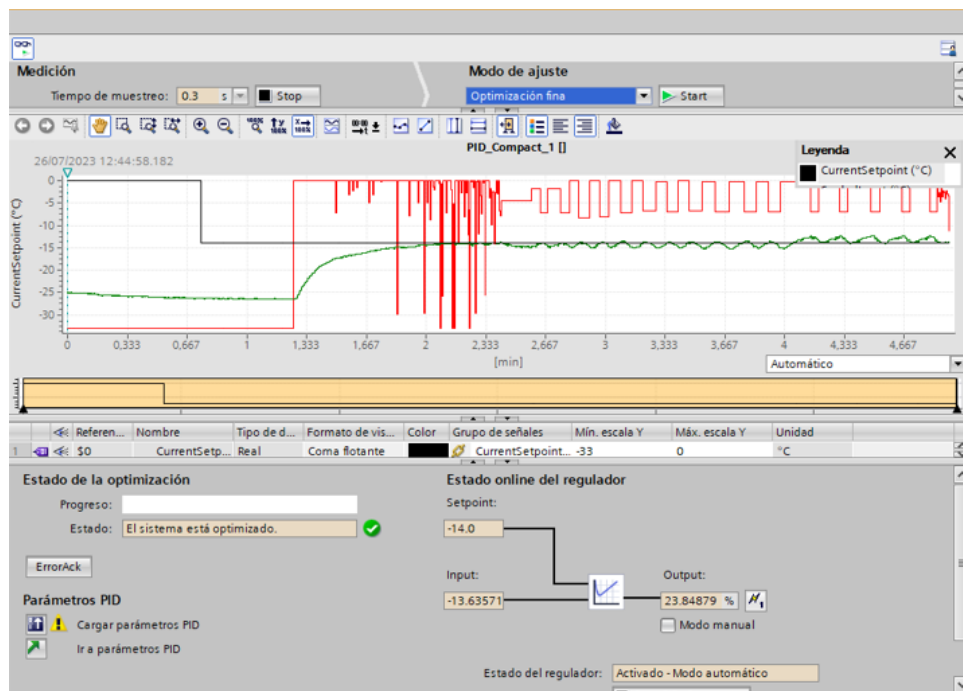 Medición
Modo de ajuste
Tiempo de muestreo: 0.3 s Stop
Optimización fina Start
PID_Compact_1 []
26/07/2023 12:44:58.182
Leyenda
CurrentSetpoint (°C)
CurrentSetpoint (°C)
0
-5
-10
-15
-20
-25
-30
0 0,333 0,667 1 1,333 1,667 2 2,333 2,667 3 3,333 3,667 4 4,333 4,667
[min]
Automático
Referen... Nombre Tipo de d... Formato de vis... Color Grupo de señales Mín. escala Y Máx. escala Y Unidad
1 $0 CurrentSetp... Real Coma flotante CurrentSetpoint... -33 0 °C
Estado de la optimización
Estado online del regulador
Progreso:
Setpoint:
Estado: El sistema está optimizado.
-14.0
ErrorAck
Input:
Output:
-13.63571
23.84879 %
Parámetros PID
Cargar parámetros PID
Modo manual
Ir a parámetros PID
Estado del regulador: Activado - Modo automático